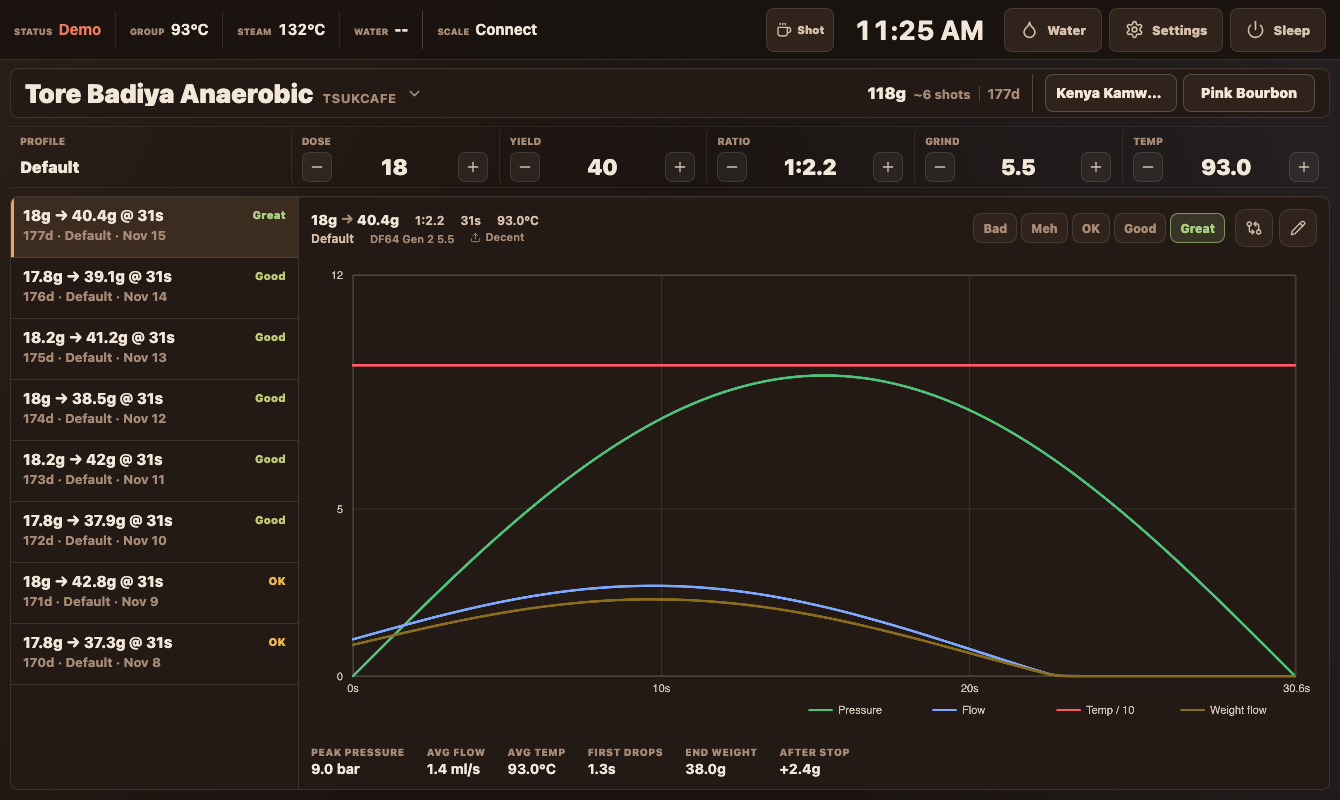 STATUS Demo GROUP 93°C STEAM 132°C WATER -- SCALE Connect Shot 11:25 AM Water Settings Sleep
Tore Badiya Anaerobic TSUKCAFE 118g ~6 shots 177d Kenya Kamw... Pink Bourbon
PROFILE DOSE YIELD RATIO GRIND TEMP
Default − 18 + − 40 + − 1:2.2 + − 5.5 + − 93.0 +
18g → 40.4g @ 31s Great
177d · Default · Nov 15
17.8g → 39.1g @ 31s Good
176d · Default · Nov 14
18.2g → 41.2g @ 31s Good
175d · Default · Nov 13
18g → 38.5g @ 31s Good
174d · Default · Nov 12
18.2g → 42g @ 31s Good
173d · Default · Nov 11
17.8g → 37.9g @ 31s Good
172d · Default · Nov 10
18g → 42.8g @ 31s OK
171d · Default · Nov 9
17.8g → 37.3g @ 31s OK
170d · Default · Nov 8
18g → 40.4g 1:2.2 31s 93.0°C
Default DF64 Gen 2 5.5 Decent
Bad Meh OK Good Great
12
5
0
0s 10s 20s 30.6s
Pressure Flow Temp / 10 Weight flow
PEAK PRESSURE AVG FLOW AVG TEMP FIRST DROPS END WEIGHT AFTER STOP
9.0 bar 1.4 ml/s 93.0°C 1.3s 38.0g +2.4g